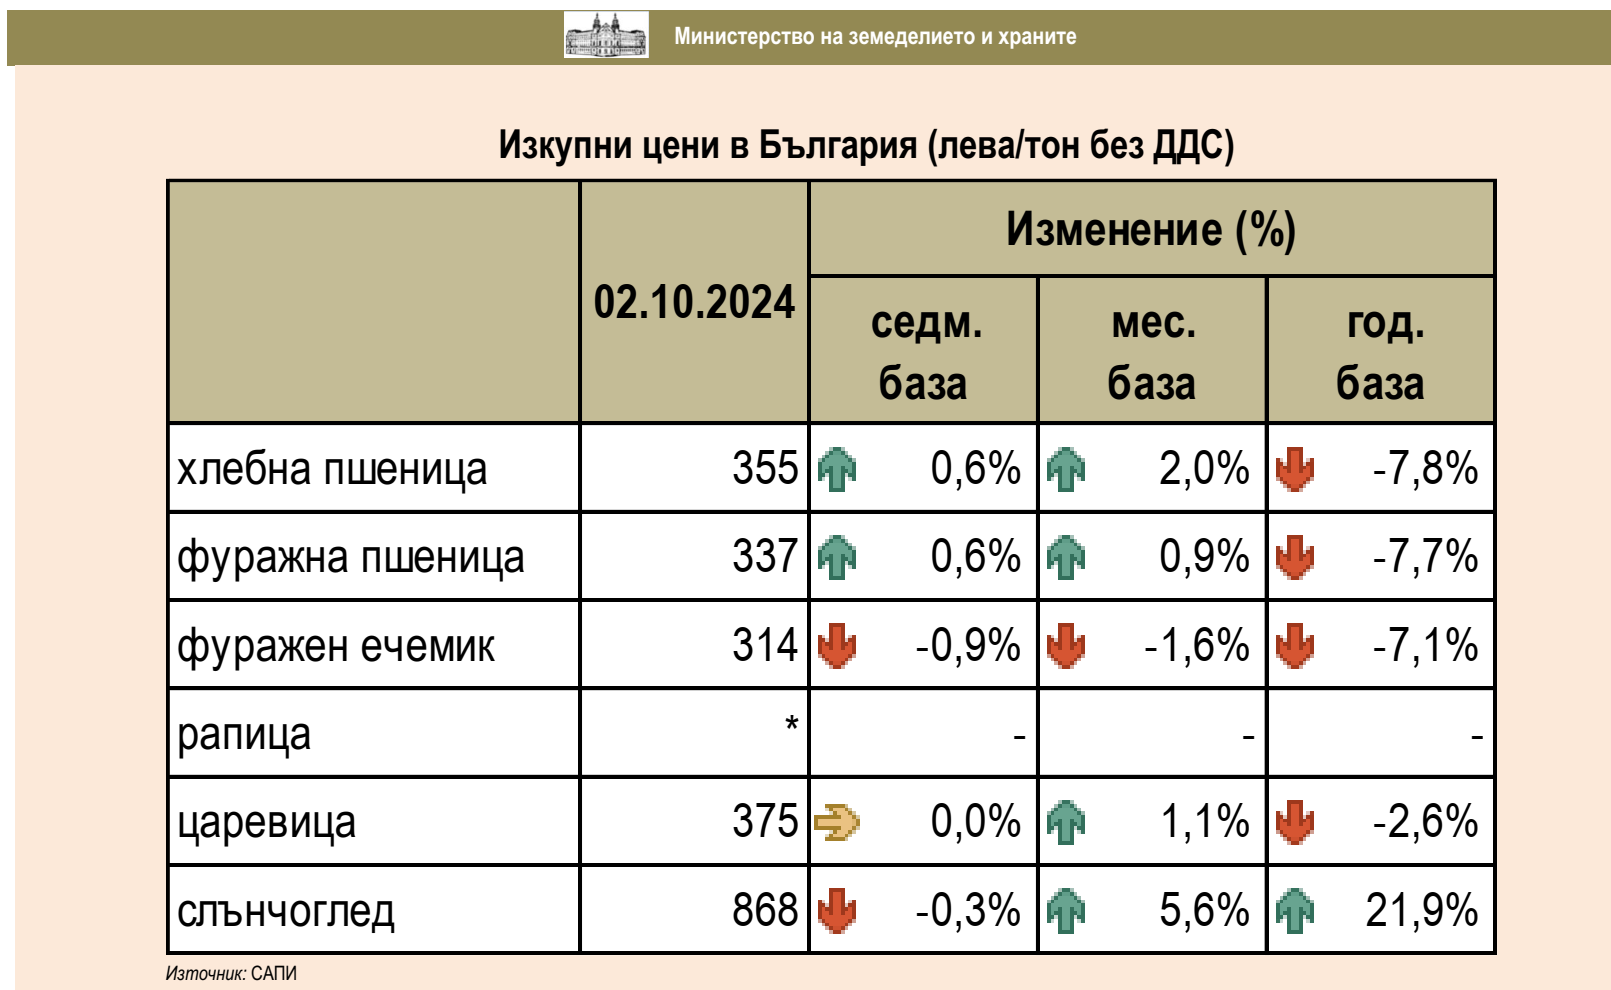 Министерство на земеделието и храните
Изкупни цени в България (лева/тон без ДДС)
02.10.2024
Изменение (%)
седм. база
мес. база
год. база
хлебна пшеница 355 0,6% 2,0% -7,8%
фуражна пшеница 337 0,6% 0,9% -7,7%
фуражен ечемик 314 -0,9% -1,6% -7,1%
рапица * - - -
царевица 375 0,0% 1,1% -2,6%
слънчоглед 868 -0,3% 5,6% 21,9%
Източник: САПИ